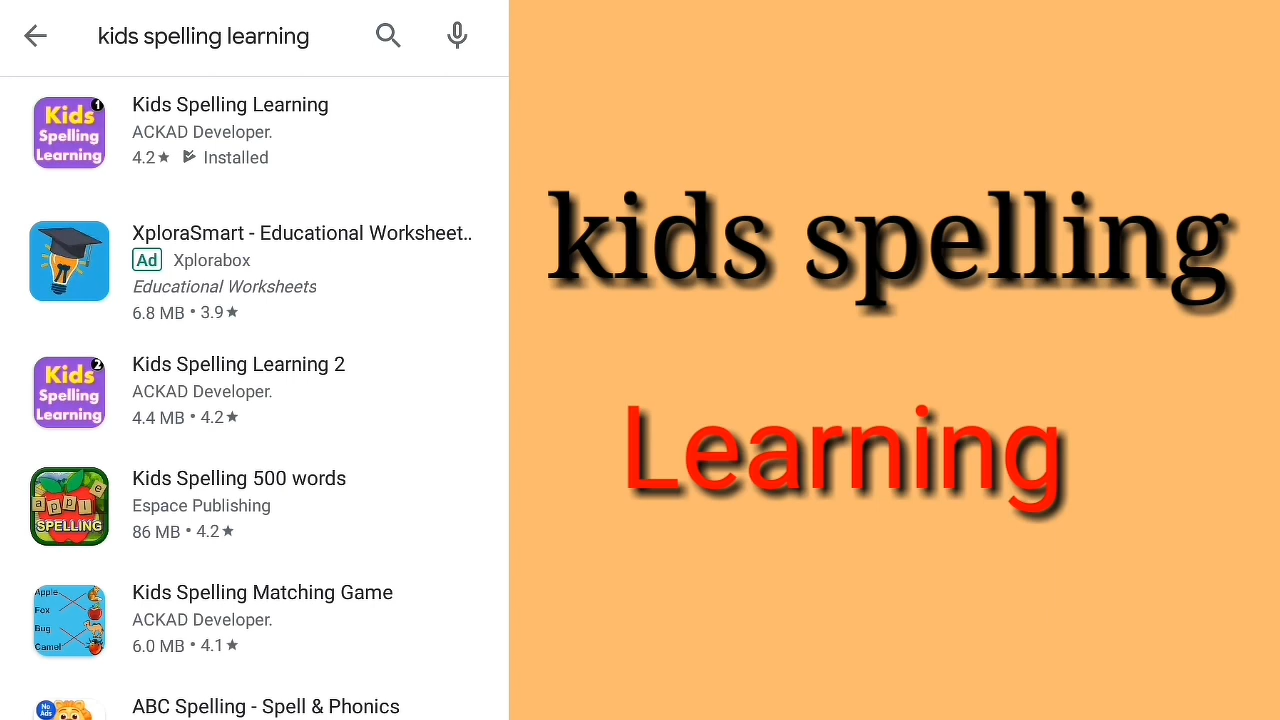 kids spelling learning
Kids 1
Spelling
Learning
Kids Spelling Learning
ACKAD Developer.
4.2★ Installed
XploraSmart - Educational Worksheet..
Ad Xplorabox
Educational Worksheets
6.8 MB • 3.9★
Kids 2
Spelling
Learning
Kids Spelling Learning 2
ACKAD Developer.
4.4 MB • 4.2★
apple
SPELLING
Kids Spelling 500 words
Espace Publishing
86 MB • 4.2★
Apple
Fox
Bug
Camel
Kids Spelling Matching Game
ACKAD Developer.
6.0 MB • 4.1★
No
Ads
ABC Spelling - Spell & Phonics
kids spelling
Learning